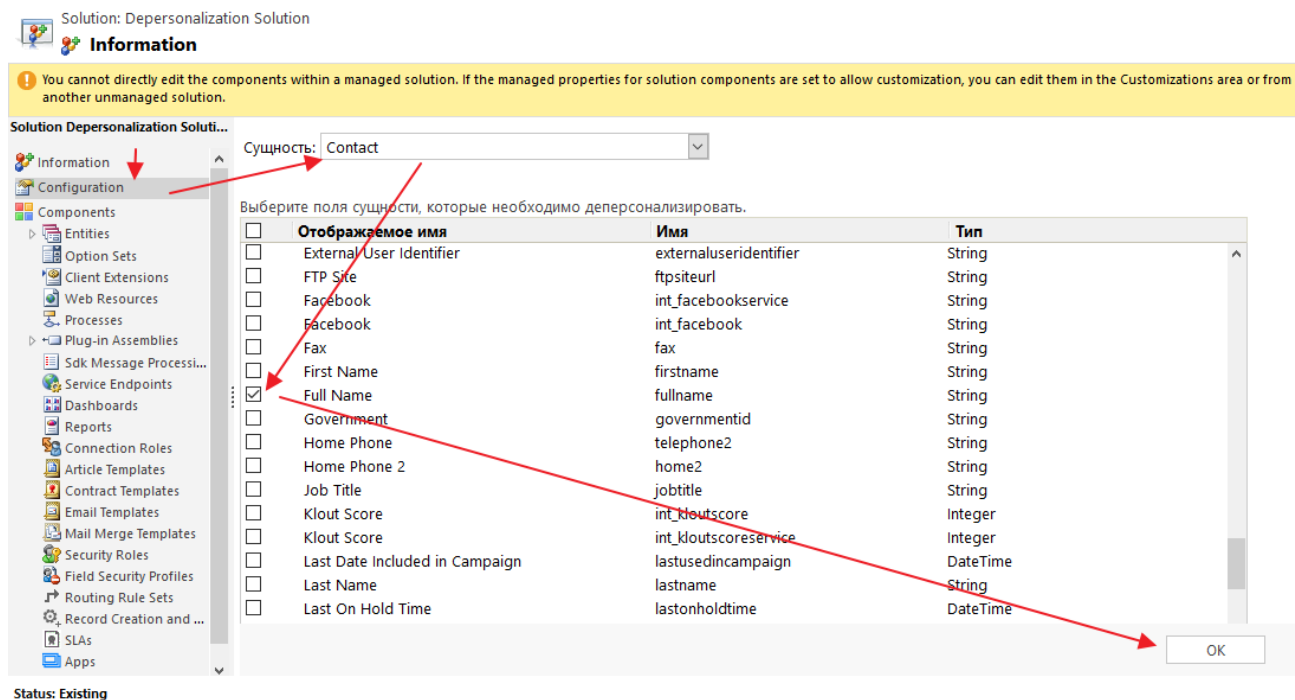 Solution: Depersonalization Solution
Information
You cannot directly edit the components within a managed solution. If the managed properties for solution components are set to allow customization, you can edit them in the Customizations area or from
another unmanaged solution.
Solution Depersonalization Soluti...
Information
Configuration
Components
Entities
Option Sets
Client Extensions
Web Resources
Processes
Plug-in Assemblies
Sdk Message Processi...
Service Endpoints
Dashboards
Reports
Connection Roles
Article Templates
Contract Templates
Email Templates
Mail Merge Templates
Security Roles
Field Security Profiles
Routing Rule Sets
Record Creation and ...
SLAs
Apps
Сущность: Contact
Выберите поля сущности, которые необходимо деперсонализировать.
Отображаемое имя Имя Тип
External User Identifier externaluseridentifier String
FTP Site ftpsiteurl String
Facebook int_facebookservice String
Facebook int_facebook String
Fax fax String
First Name firstname String
Full Name fullname String
Government governmentid String
Home Phone telephone2 String
Home Phone 2 home2 String
Job Title jobtitle String
Klout Score int_kloutscore Integer
Klout Score int_kloutscoreservice Integer
Last Date Included in Campaign lastusedincampaign DateTime
Last Name lastname String
Last On Hold Time lastonholdtime DateTime
OK
Status: Existing